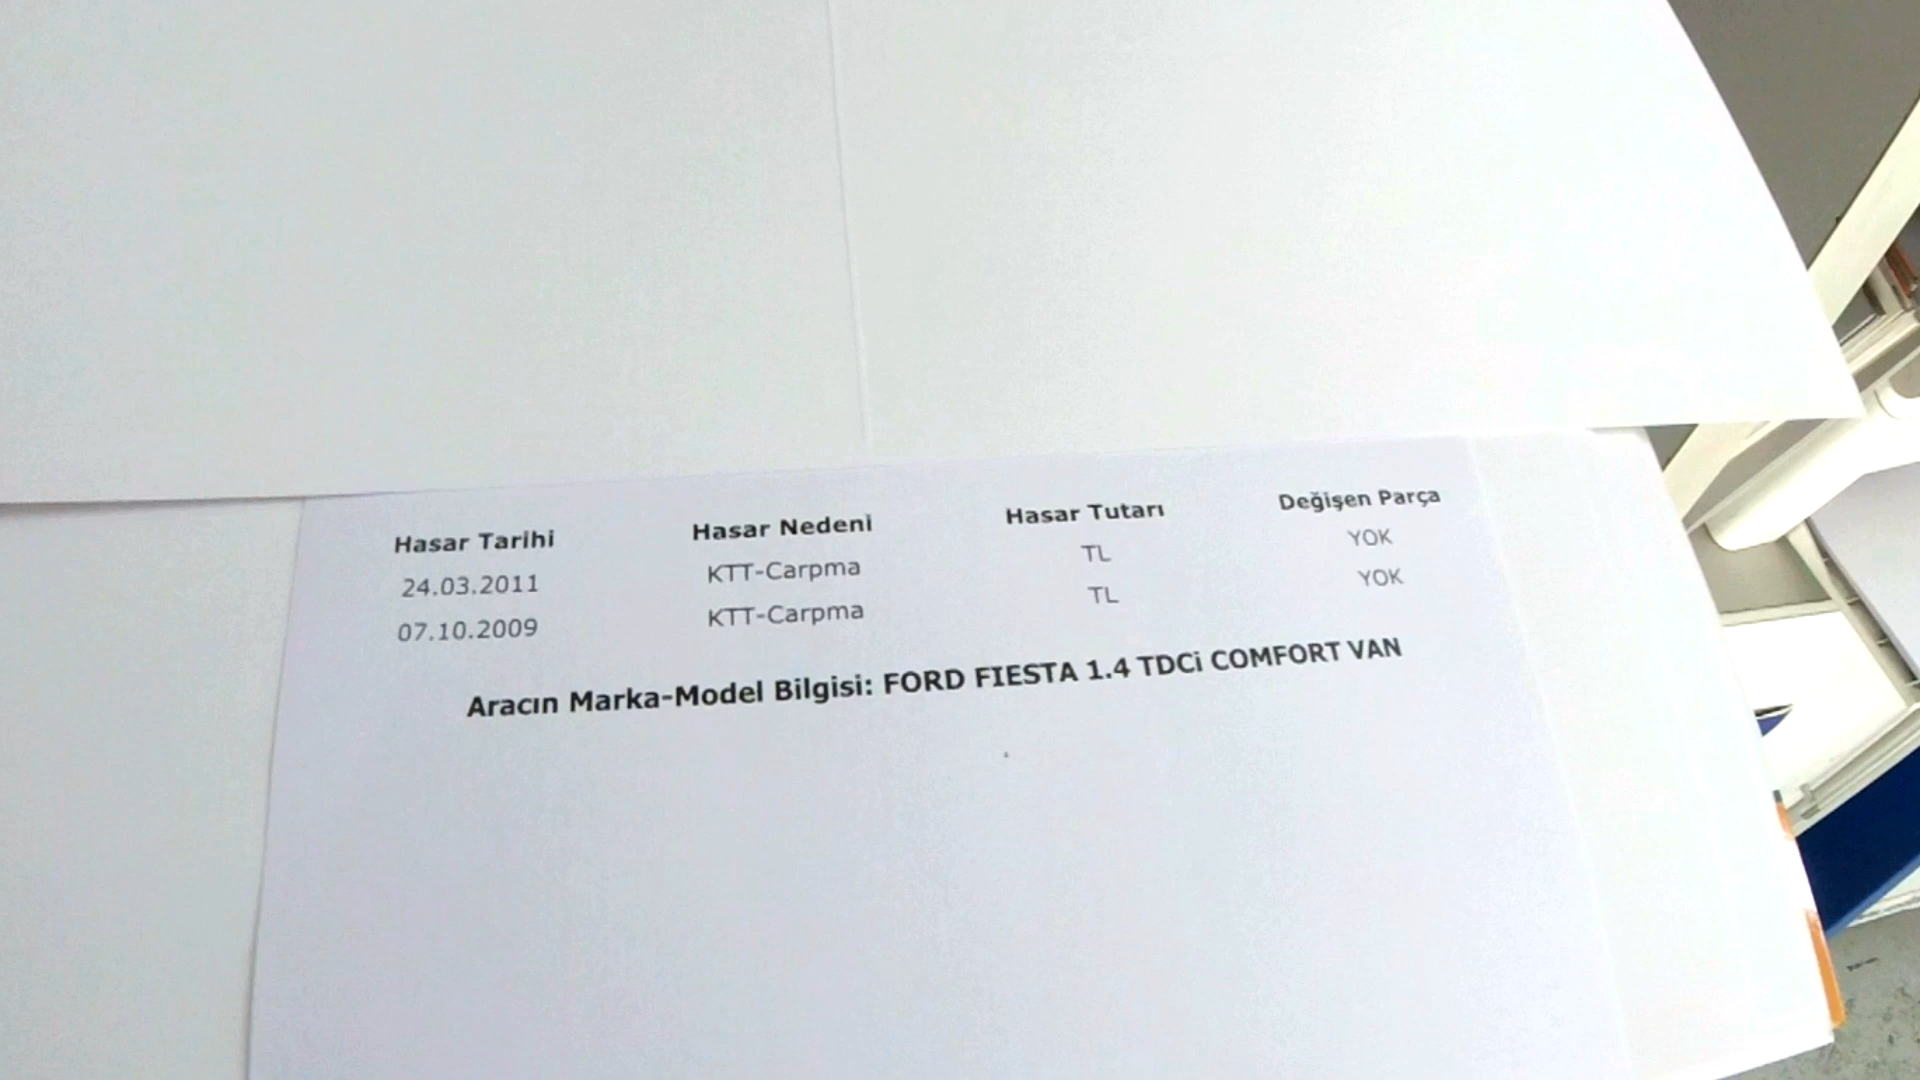 Hasar Tarihi Hasar Nedeni Hasar Tutarı Değişen Parça
24.03.2011 KTT-Carpma TL YOK
07.10.2009 KTT-Carpma TL YOK
Aracın Marka-Model Bilgisi: FORD FIESTA 1.4 TDCi COMFORT VAN